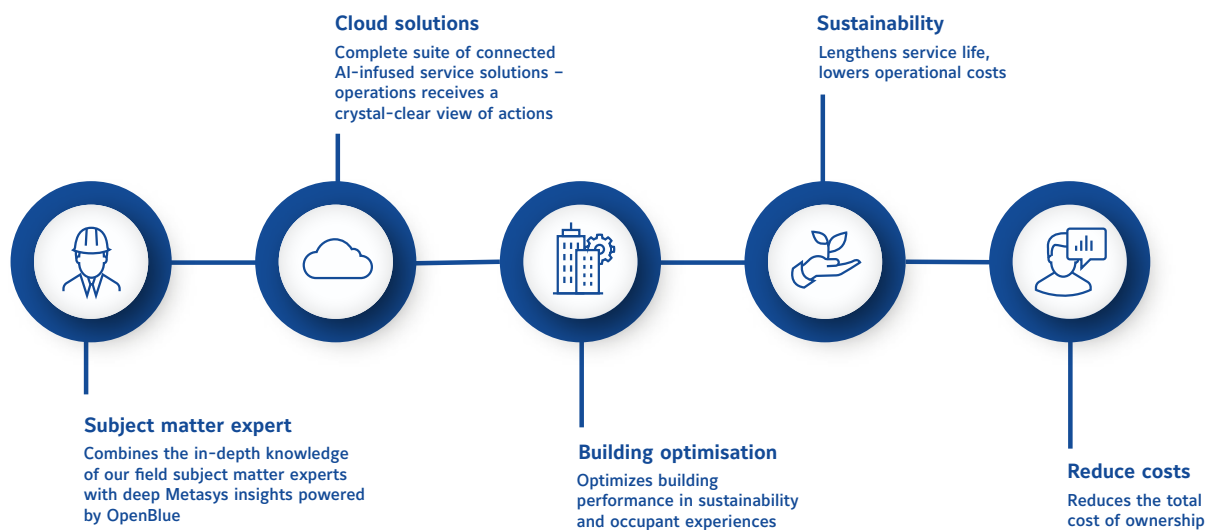 Cloud solutions
Complete suite of connected
AI-infused service solutions –
operations receives a
crystal-clear view of actions
Sustainability
Lengthens service life,
lowers operational costs
Subject matter expert
Combines the in-depth knowledge
of our field subject matter experts
with deep Metasys insights powered
by OpenBlue
Building optimisation
Optimizes building
performance in sustainability
and occupant experiences
Reduce costs
Reduces the total
cost of ownership